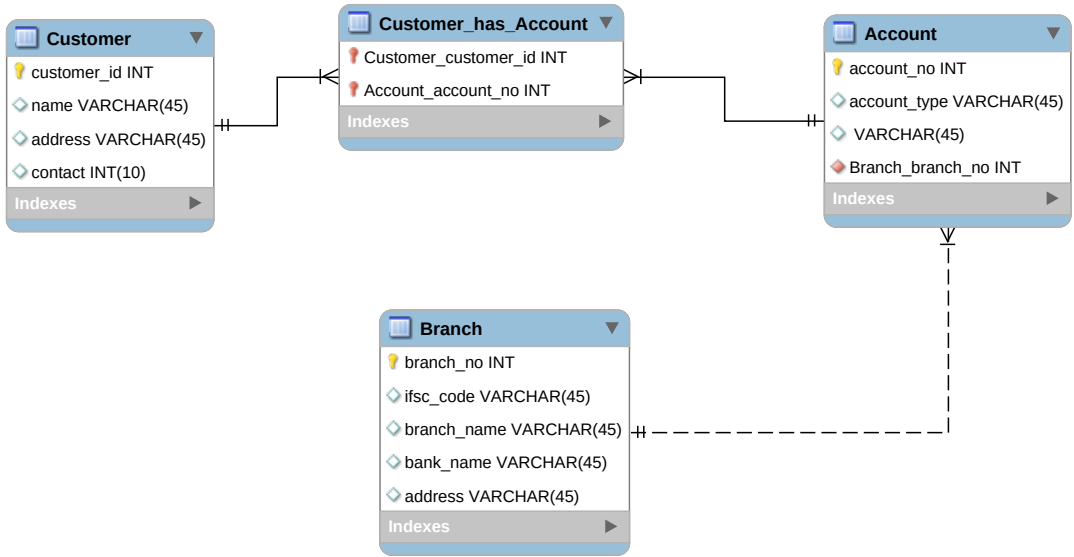 Customer
customer_id INT
name VARCHAR(45)
address VARCHAR(45)
contact INT(10)
Indexes
Customer_has_Account
Customer_customer_id INT
Account_account_no INT
Indexes
Account
account_no INT
account_type VARCHAR(45)
VARCHAR(45)
Branch_branch_no INT
Indexes
Branch
branch_no INT
ifsc_code VARCHAR(45)
branch_name VARCHAR(45)
bank_name VARCHAR(45)
address VARCHAR(45)
Indexes